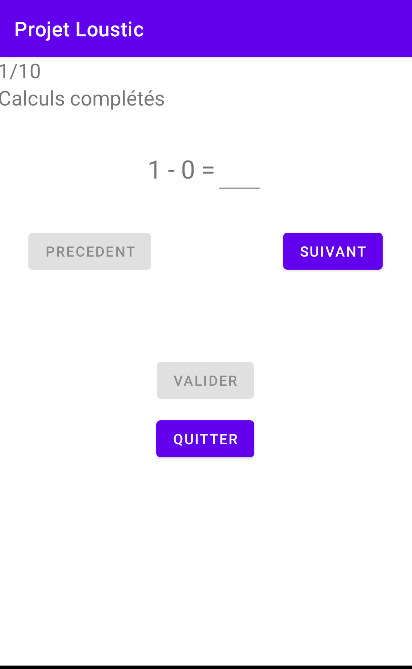 Projet Loustic
1/10
Calculs complétés
1 - 0 =
PRECEDENT
SUIVANT
VALIDER
QUITTER